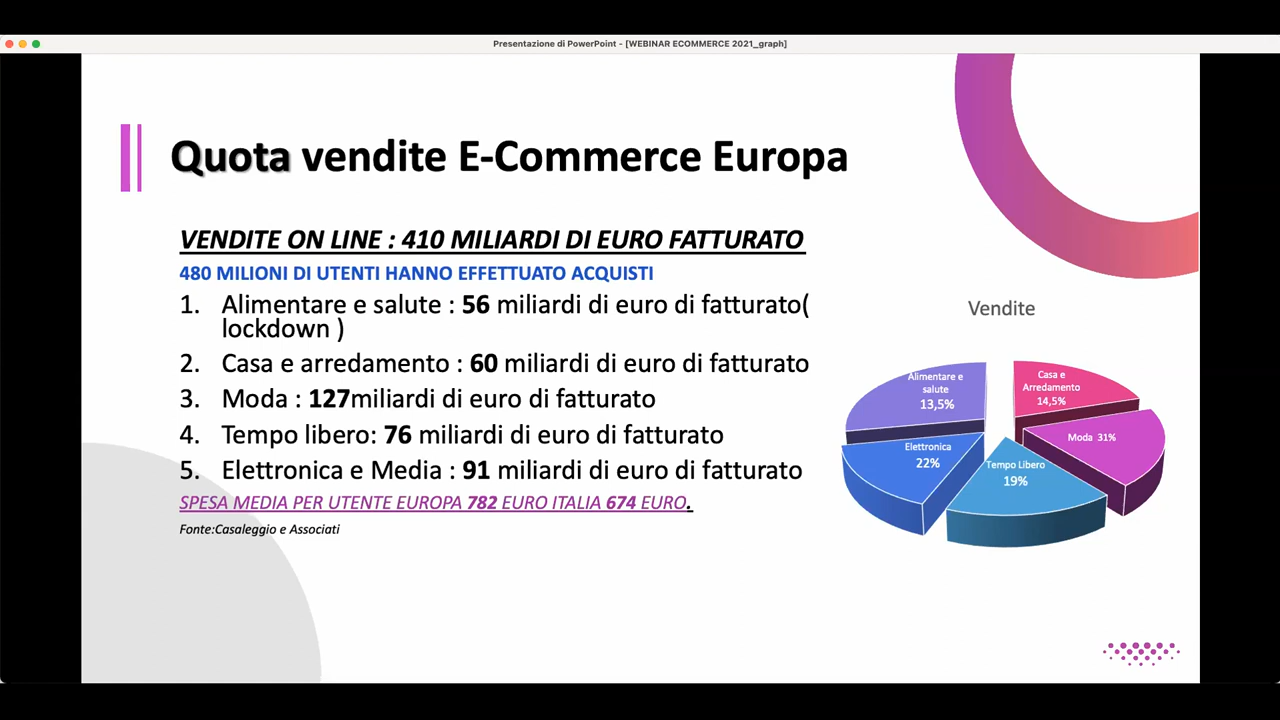 Presentazione di PowerPoint - [WEBINAR ECOMMERCE 2021_graph]
Quota vendite E-Commerce Europa
VENDITE ON LINE : 410 MILIARDI DI EURO FATTURATO
480 MILIONI DI UTENTI HANNO EFFETTUATO ACQUISTI
1. Alimentare e salute : 56 miliardi di euro di fatturato(
lockdown )
2. Casa e arredamento : 60 miliardi di euro di fatturato
3. Moda : 127miliardi di euro di fatturato
4. Tempo libero: 76 miliardi di euro di fatturato
5. Elettronica e Media : 91 miliardi di euro di fatturato
SPESA MEDIA PER UTENTE EUROPA 782 EURO ITALIA 674 EURO.
Fonte:Casaleggio e Associati
Vendite
Alimentare e
salute
13,5%
Casa e
Arredamento
14,5%
Moda 31%
Elettronica
22%
Tempo Libero
19%